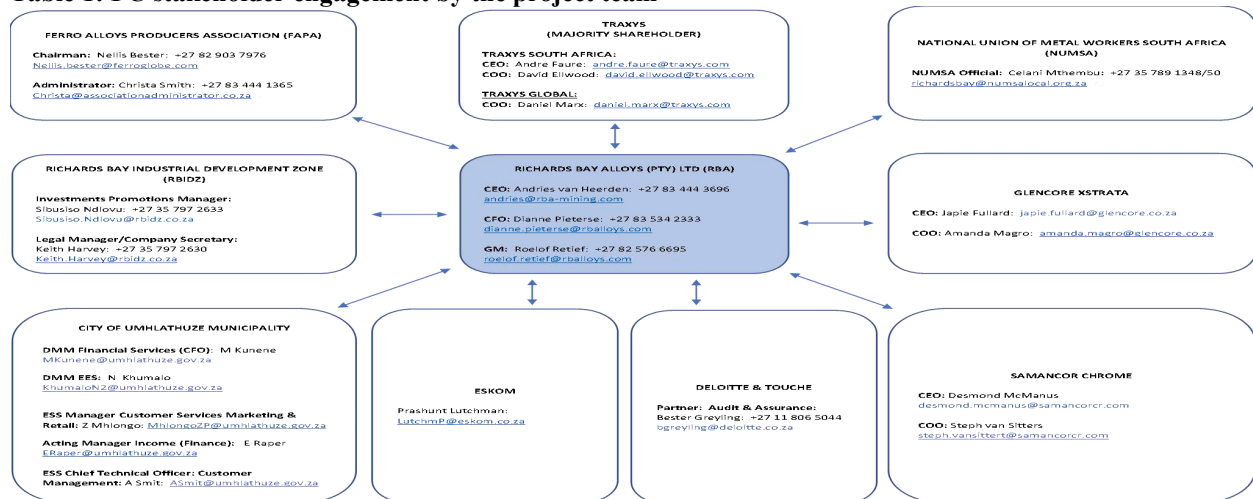 FERRO ALLOYS PRODUCERS ASSOCIATION (FAPA)
Chairman: Nellis Bester: +27 82 903 7976
Nellis.bester@ferroglobe.com
Administrator: Christa Smith: +27 83 444 1365
Christa@associationadministrator.co.za
TRAXYS
(MAJORITY SHAREHOLDER)
TRAXYS SOUTH AFRICA:
CEO: Andre Faure: andre.faure@traxys.com
COO: David Ellwood: david.ellwood@traxys.com
TRAXYS GLOBAL:
COO: Daniel Marx: daniel.marx@traxys.com
NATIONAL UNION OF METAL WORKERS SOUTH AFRICA
(NUMSA)
NUMSA Official: Celani Mthembu: +27 35 789 1348/50
richardsbay@numsalocal.org.za
RICHARDS BAY INDUSTRIAL DEVELOPMENT ZONE
(RBIDZ)
Investments Promotions Manager:
Sibusiso Ndlovu: +27 35 797 2633
Sibusiso.Ndlovu@rbidz.co.za
Legal Manager/Company Secretary:
Keith Harvey: +27 35 797 2630
Keith.Harvey@rbidz.co.za
RICHARDS BAY ALLOYS (PTY) LTD (RBA)
CEO: Andries van Heerden: +27 83 444 3696
andries@rba-mining.com
CFO: Dianne Pieterse: +27 83 534 2333
dianne.pieterse@rballoys.com
GM: Roelof Retief: +27 82 576 6695
roelof.retief@rballoys.com
GLENCORE XSTRATA
CEO: Japie Fullard: japie.fullard@glencore.co.za
COO: Amanda Magro: amanda.magro@glencore.co.za
CITY OF UMHLATHUZE MUNICIPALITY
DMM Financial Services (CFO): M Kunene
MKunene@umhlathuze.gov.za
DMM EES: N Khumalo
KhumaloN2@umhlathuze.gov.za
ESS Manager Customer Services Marketing &
Retail: Z Mhlongo: MhlongoZP@umhlathuze.gov.za
Acting Manager Income (Finance): E Raper
ERaper@umhlathuze.gov.za
ESS Chief Technical Officer: Customer
Management: A Smit: ASmit@umhlathuze.gov.za
ESKOM
Prashunt Lutchman:
LutchmP@eskom.co.za
DELOITTE & TOUCHE
Partner: Audit & Assurance:
Bester Greyling: +27 11 806 5044
bgreyling@deloitte.co.za
SAMANCOR CHROME
CEO: Desmond McManus
desmond.mcmanus@samancorcr.com
COO: Steph van Sitters
steph.vansittert@samancorcr.com